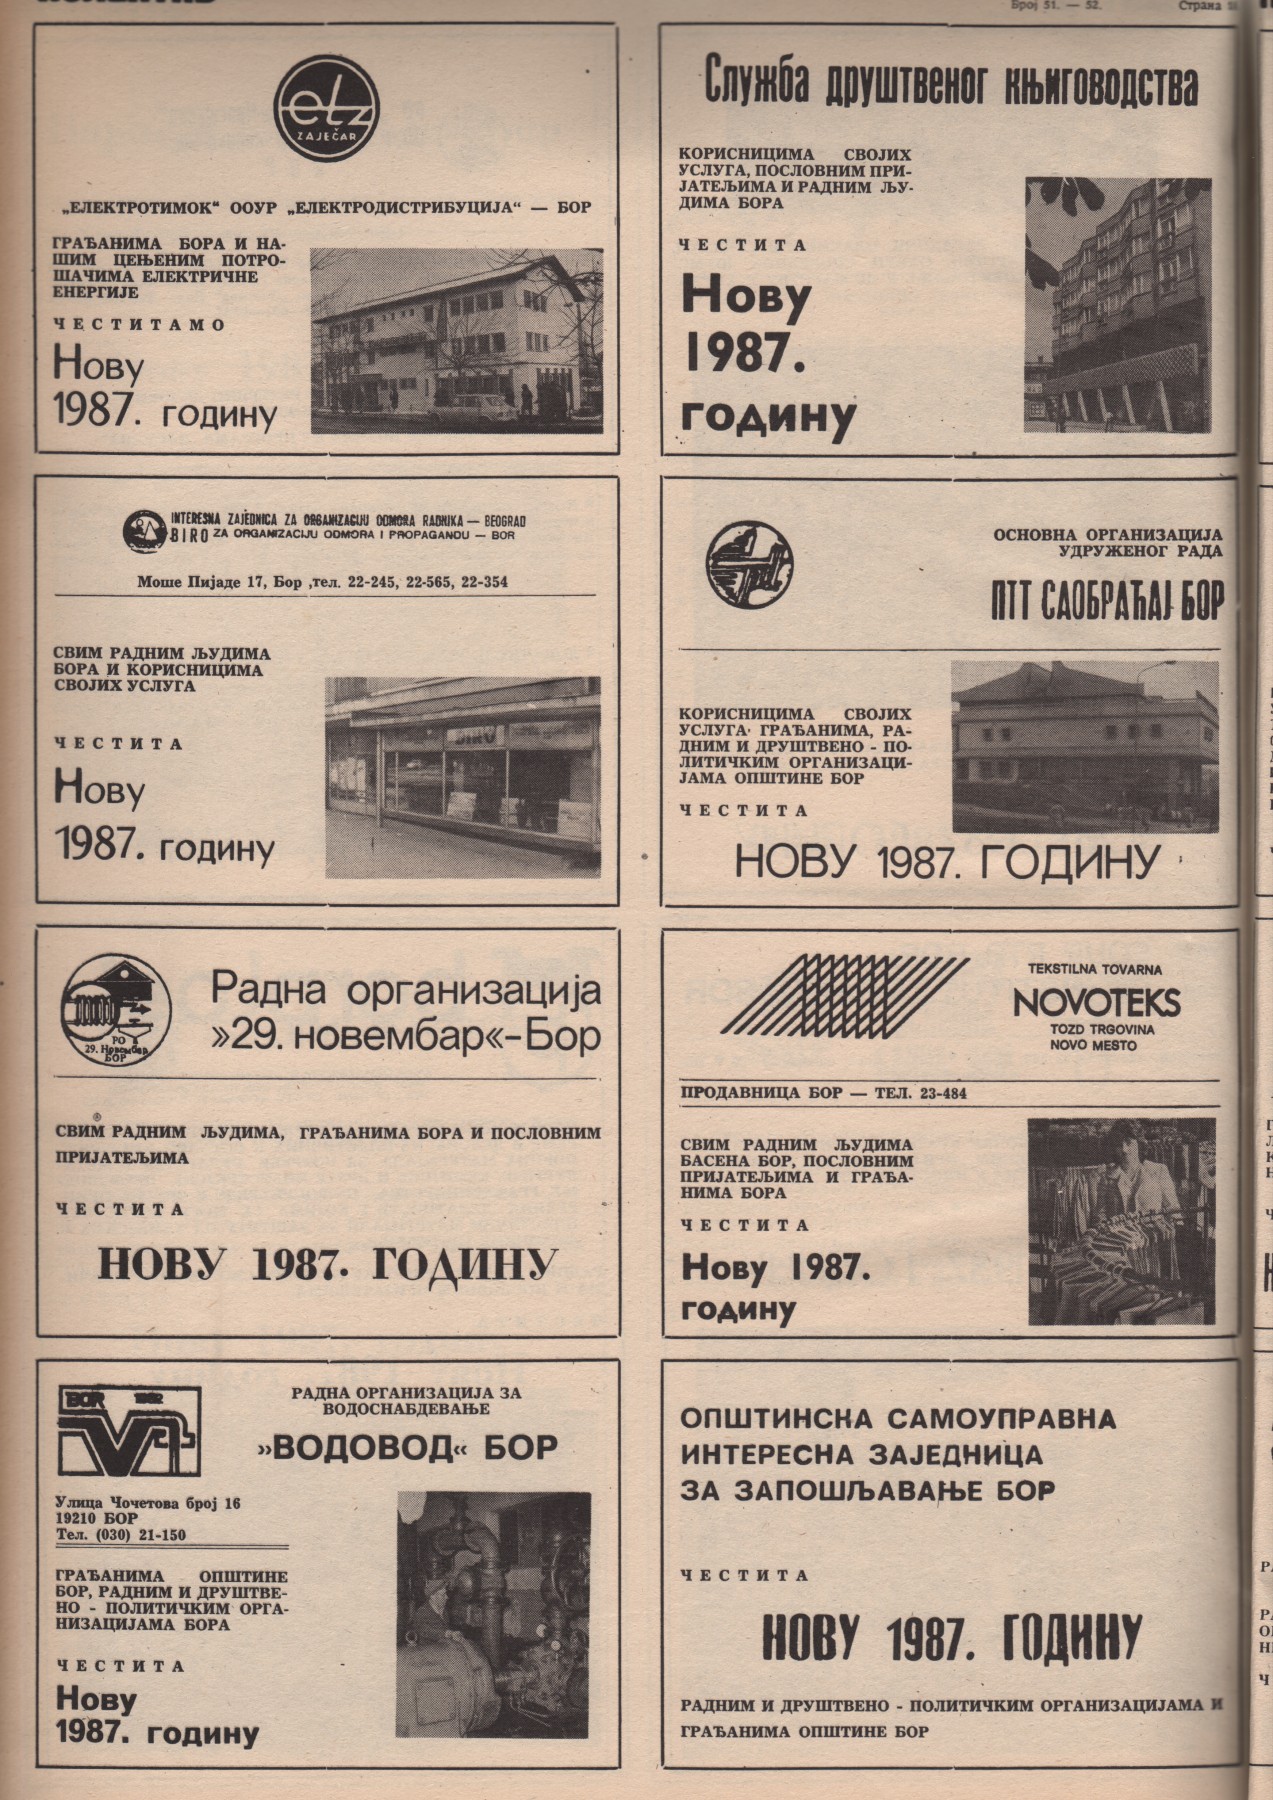 Број 51. — 52.
Страна
etz
ZAJEČAR
„ЕЛЕКТРОТИМОК“ ООУР „ЕЛЕКТРОДИСТРИБУЦИЈА“ — БОР
ГРАЂАНИМА БОРА И НА-
ШИМ ЦЕЊЕНИМ ПОТРО-
ШАЧИМА ЕЛЕКТРИЧНЕ
ЕНЕРГИЈЕ
ЧЕСТИТАМО
Нову
1987. годину
Служба друштвеног књиговодства
КОРИСНИЦИМА СВОЈИХ
УСЛУГА, ПОСЛОВНИМ ПРИ-
ЈАТЕЉИМА И РАДНИМ ЉУ-
ДИМА БОРА
ЧЕСТИТА
Нову
1987.
годину
INTERESNA ZAJEDNICA ZA ORGANIZACIJU ODMORA RADNIKA — BEOGRAD
BIRO ZA ORGANIZACIJU ODMORA I PROPAGANDU — BOR
Моше Пијаде 17, Бор ,тел. 22-245, 22-565, 22-354
СВИМ РАДНИМ ЉУДИМА
БОРА И КОРИСНИЦИМА
СВОЈИХ УСЛУГА
ЧЕСТИТА
Нову
1987. годину
BIRO
ОСНОВНА ОРГАНИЗАЦИЈА
УДРУЖЕНОГ РАДА
ПТТ САОБРАЋАЈ БОР
КОРИСНИЦИМА СВОЈИХ
УСЛУГА· ГРАЂАНИМА, РА-
ДНИМ И ДРУШТВЕНО - ПО-
ЛИТИЧКИМ ОРГАНИЗАЦИ-
ЈАМА ОПШТИНЕ БОР
ЧЕСТИТА
НОВУ 1987. ГОДИНУ
РО
29. Новембар
БОР
Радна организација
»29. новембар«–Бор
СВИМ РАДНИМ ЉУДИМА, ГРАЂАНИМА БОРА И ПОСЛОВНИМ
ПРИЈАТЕЉИМА
ЧЕСТИТА
НОВУ 1987. ГОДИНУ
TEKSTILNA TOVARNA
NOVOTEKS
TOZD TRGOVINA
NOVO MESTO
ПРОДАВНИЦА БОР — ТЕЛ. 23-484
СВИМ РАДНИМ ЉУДИМА
БАСЕНА БОР, ПОСЛОВНИМ
ПРИЈАТЕЉИМА И ГРАЂА-
НИМА БОРА
ЧЕСТИТА
Нову 1987.
годину
BOR
РАДНА ОРГАНИЗАЦИЈА ЗА
ВОДОСНАБДЕВАЊЕ
»ВОДОВОД« БОР
Улица Чочетова број 16
19210 БОР
Тел. (030) 21-150
ГРАЂАНИМА ОПШТИНЕ
БОР, РАДНИМ И ДРУШТВЕ-
НО - ПОЛИТИЧКИМ ОРГА-
НИЗАЦИЈАМА БОРА
ЧЕСТИТА
Нову
1987. годину
ОПШТИНСКА САМОУПРАВНА
ИНТЕРЕСНА ЗАЈЕДНИЦА
ЗА ЗАПОШЉАВАЊЕ БОР
ЧЕСТИТА
НОВУ 1987. ГОДИНУ
РАДНИМ И ДРУШТВЕНО - ПОЛИТИЧКИМ ОРГАНИЗАЦИЈАМА И
ГРАЂАНИМА ОПШТИНЕ БОР